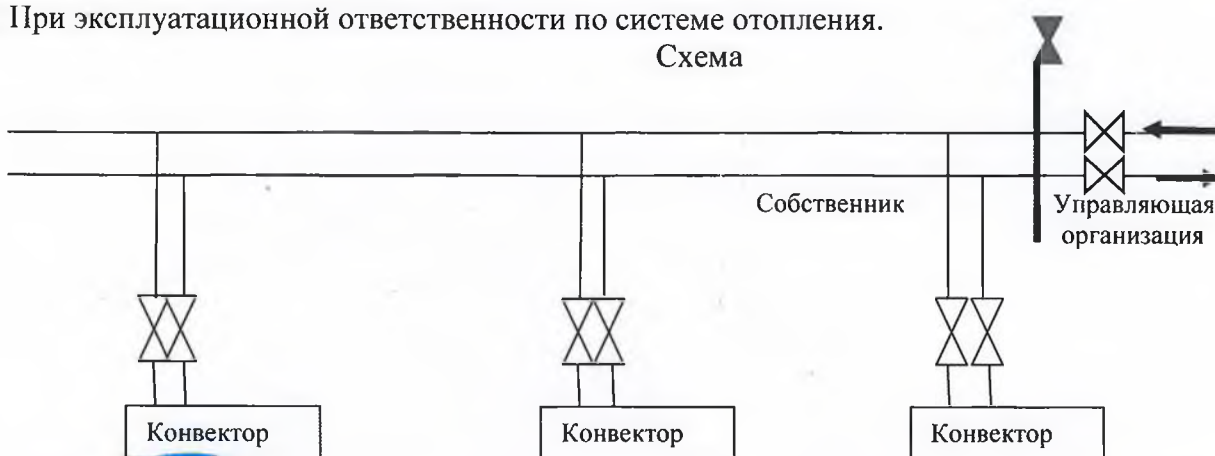 При эксплуатационной ответственности по системе отопления.
Схема
Собственник
Управляющая
организация
Конвектор
Конвектор
Конвектор